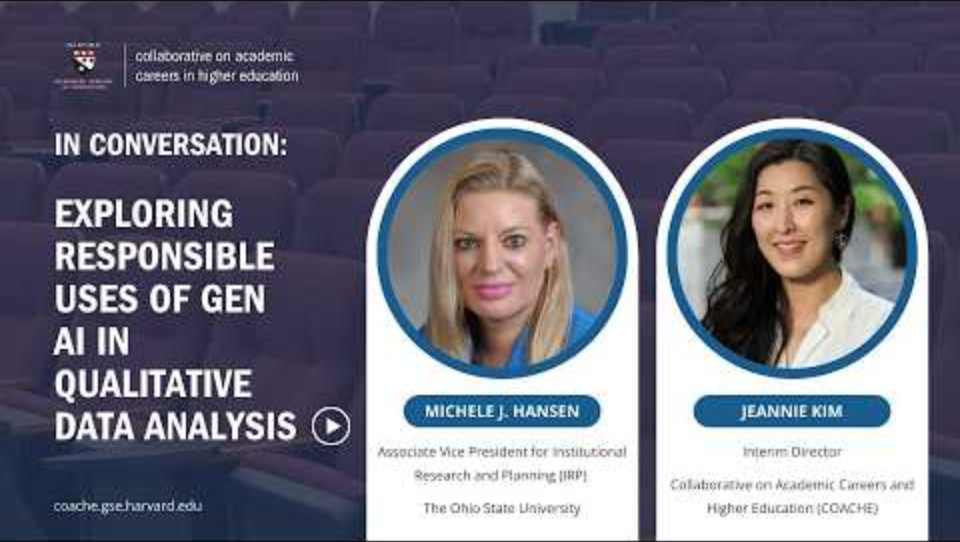 collaborative on academic
careers in higher education
IN CONVERSATION:
EXPLORING
RESPONSIBLE
USES OF GEN
AI IN
QUALITATIVE
DATA ANALYSIS
coache.gse.harvard.edu
MICHELE J. HANSEN
Associate Vice President for Institutional
Research and Planning (IRP)
The Ohio State University
JEANNIE KIM
Interim Director
Collaborative on Academic Careers and
Higher Education (COACHE)